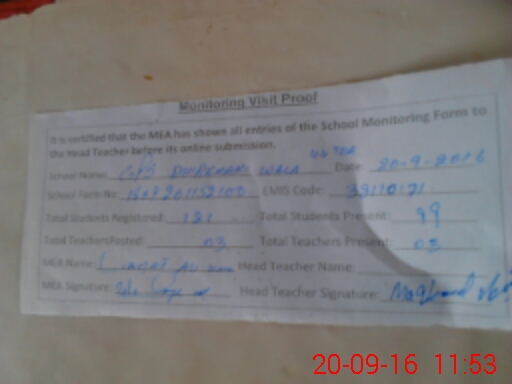 Monitoring Visit Proof
It is certified that the MEA has shown all entries of the School Monitoring Form to
the Head Teacher before its online submission.
School Name: GPS WALA Date: 20-9-2016
School Form No: EMIS Code: 33110171
Total Students Registered: 121 Total Students Present: 99
Total Teachers Posted: 03 Total Teachers Present: 03
MEA Name: Head Teacher Name:
MEA Signature: Head Teacher Signature:
20-09-16 11:53